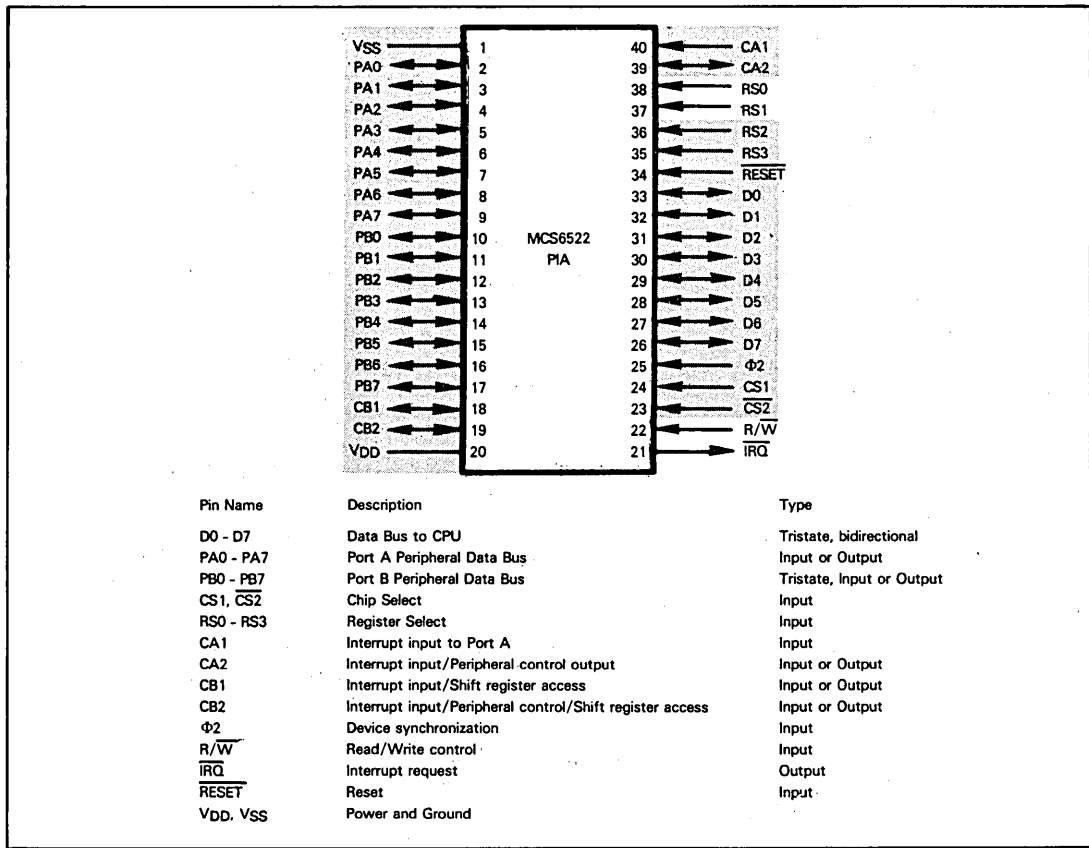 VSS 1 40 CA1
PA0 2 39 CA2
PA1 3 38 RS0
PA2 4 37 RS1
PA3 5 36 RS2
PA4 6 35 RS3
PA5 7 34 RESET
PA6 8 33 D0
PA7 9 32 D1
PB0 10 MCS6522 31 D2
PB1 11 PIA 30 D3
PB2 12 29 D4
PB3 13 28 D5
PB4 14 27 D6
PB5 15 26 D7
PB6 16 25 Φ2
PB7 17 24 CS1
CB1 18 23 CS2
CB2 19 22 R/W
VDD 20 21 IRQ
Pin Name Description Type
D0 - D7 Data Bus to CPU Tristate, bidirectional
PA0 - PA7 Port A Peripheral Data Bus Input or Output
PB0 - PB7 Port B Peripheral Data Bus Tristate, Input or Output
CS1, CS2 Chip Select Input
RS0 - RS3 Register Select Input
CA1 Interrupt input to Port A Input
CA2 Interrupt input/Peripheral control output Input or Output
CB1 Interrupt input/Shift register access Input or Output
CB2 Interrupt input/Peripheral control/Shift register access Input or Output
Φ2 Device synchronization Input
R/W Read/Write control Input
IRQ Interrupt request Output
RESET Reset Input
VDD, VSS Power and Ground